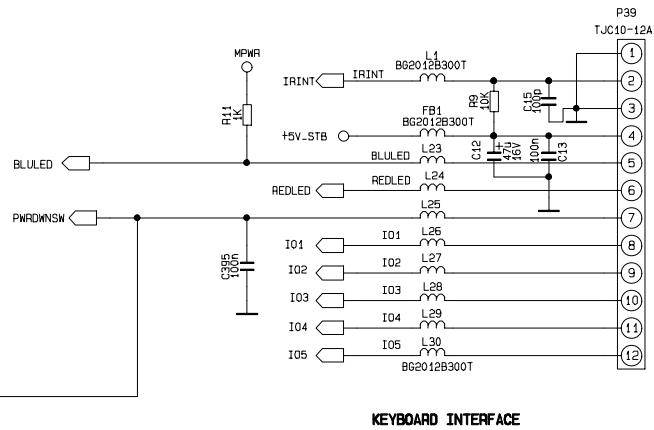 P39
TJC10-12A
MPWR
R11
1K
IRINT
IRINT
L1
BG2012B300T
R9
10K
C15
100p
1
2
3
+5V_STB
FB1
BG2012B300T
4
BLULED
BLULED
L23
C12
+
47u
16V
100n
C13
5
REDLED
REDLED
L24
6
PWRDWNSW
L25
7
C395
100n
IO1
IO1
L26
8
IO2
IO2
L27
9
IO3
IO3
L28
10
IO4
IO4
L29
11
IO5
IO5
L30
BG2012B300T
12
KEYBOARD INTERFACE